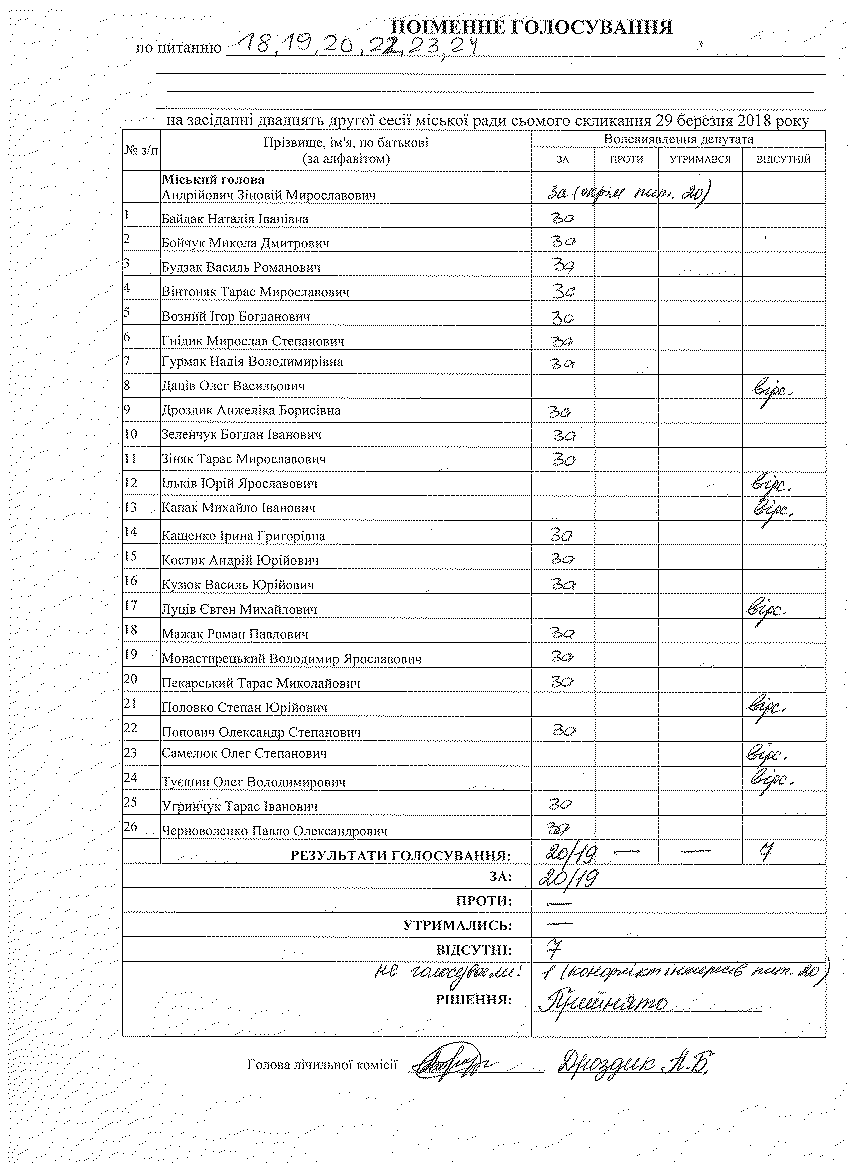 ПОІМЕННЕ ГОЛОСУВАННЯ
по питанню 18,19,20,22,23,24
на засіданні двадцять другої сесії міської ради сьомого скликання 29 березня 2018 року
№ з/п Прізвище, ім'я, по батькові (за алфавітом) Волевиявлення депутата
ЗА ПРОТИ УТРИМАВСЯ ВІДСУТНІЙ
Міський голова
Андрійович Зіновій Мирославович За (окрім пит. 20)
1 Байдак Наталія Іванівна За
2 Бойчук Микола Дмитрович За
3 Будзак Василь Романович За
4 Вінтоняк Тарас Мирославович За
5 Возний Ігор Богданович За
6 Гнідик Мирослав Степанович За
7 Гурмак Надія Володимирівна За
8 Даців Олег Васильович відс.
9 Дроздик Анжеліка Борисівна За
10 Зеленчук Богдан Іванович За
11 Зіняк Тарас Мирославович За
12 Ільків Юрій Ярославович відс.
13 Капак Михайло Іванович відс.
14 Кащенко Ірина Григорівна За
15 Костик Андрій Юрійович За
16 Кузюк Василь Юрійович За
17 Луців Євген Михайлович відс.
18 Мажак Роман Павлович За
19 Монастирецький Володимир Ярославович За
20 Пекарський Тарас Миколайович За
21 Половко Степан Юрійович відс.
22 Попович Олександр Степанович За
23 Самелюк Олег Степанович відс.
24 Туєшин Олег Володимирович відс.
25 Угринчук Тарас Іванович За
26 Черноволенко Павло Олександрович За
РЕЗУЛЬТАТИ ГОЛОСУВАННЯ: 20/19 — — 7
ЗА: 20/19
ПРОТИ: —
УТРИМАЛИСЬ: —
ВІДСУТНІ: 7
не голосували: 1 (конфлікт інтересів пит. 20)
РІШЕННЯ: Прийнято
Голова лічильної комісії Дроздик А.Б.